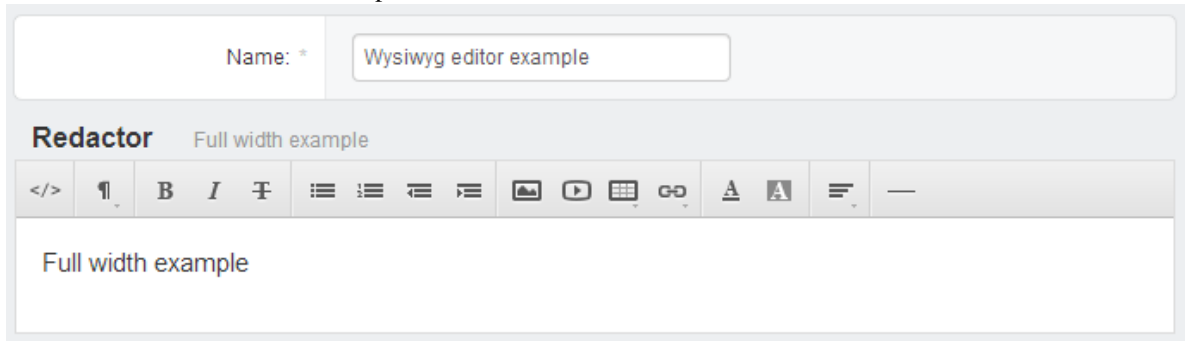 Name: *
Wysiwyg editor example
Redactor Full width example
</> ¶ B I T A A
Full width example